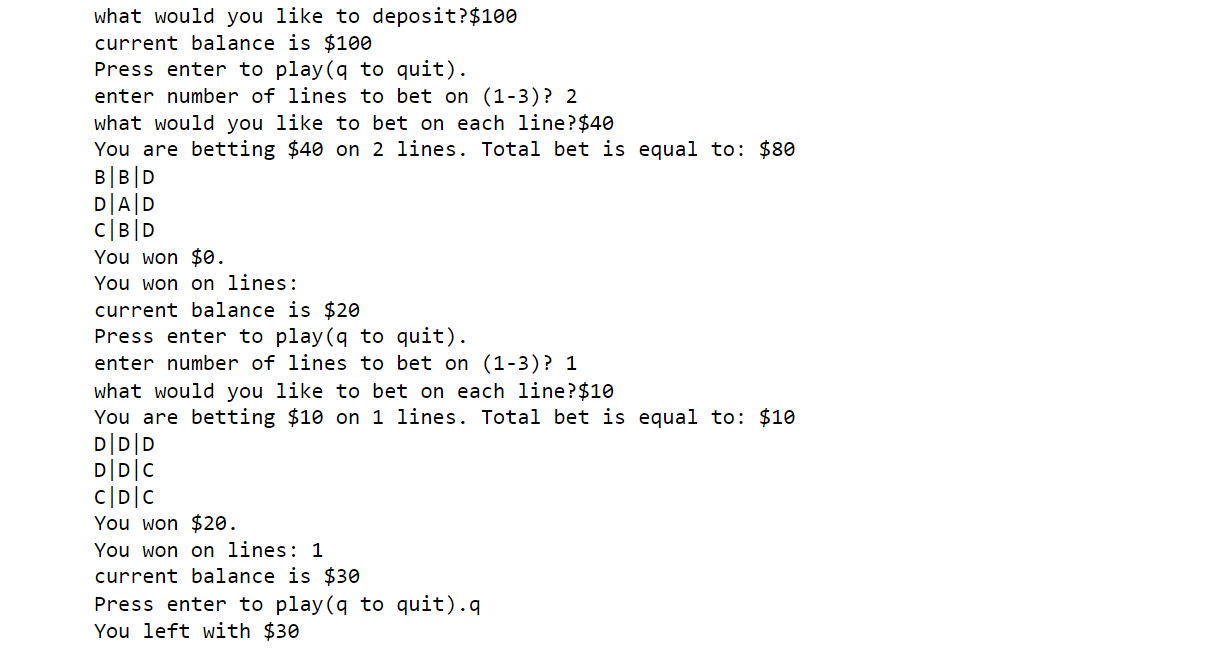 what would you like to deposit?$100
current balance is $100
Press enter to play(q to quit).
enter number of lines to bet on (1-3)? 2
what would you like to bet on each line?$40
You are betting $40 on 2 lines. Total bet is equal to: $80
B|B|D
D|A|D
C|B|D
You won $0.
You won on lines:
current balance is $20
Press enter to play(q to quit).
enter number of lines to bet on (1-3)? 1
what would you like to bet on each line?$10
You are betting $10 on 1 lines. Total bet is equal to: $10
D|D|D
D|D|C
C|D|C
You won $20.
You won on lines: 1
current balance is $30
Press enter to play(q to quit).q
You left with $30